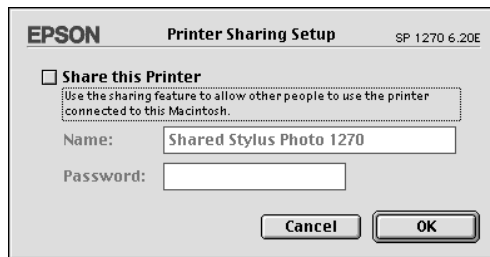 EPSON Printer Sharing Setup SP 1270 6.20E
Share this Printer
Use the sharing feature to allow other people to use the printer
connected to this Macintosh.
Name: Shared Stylus Photo 1270
Password:
Cancel OK